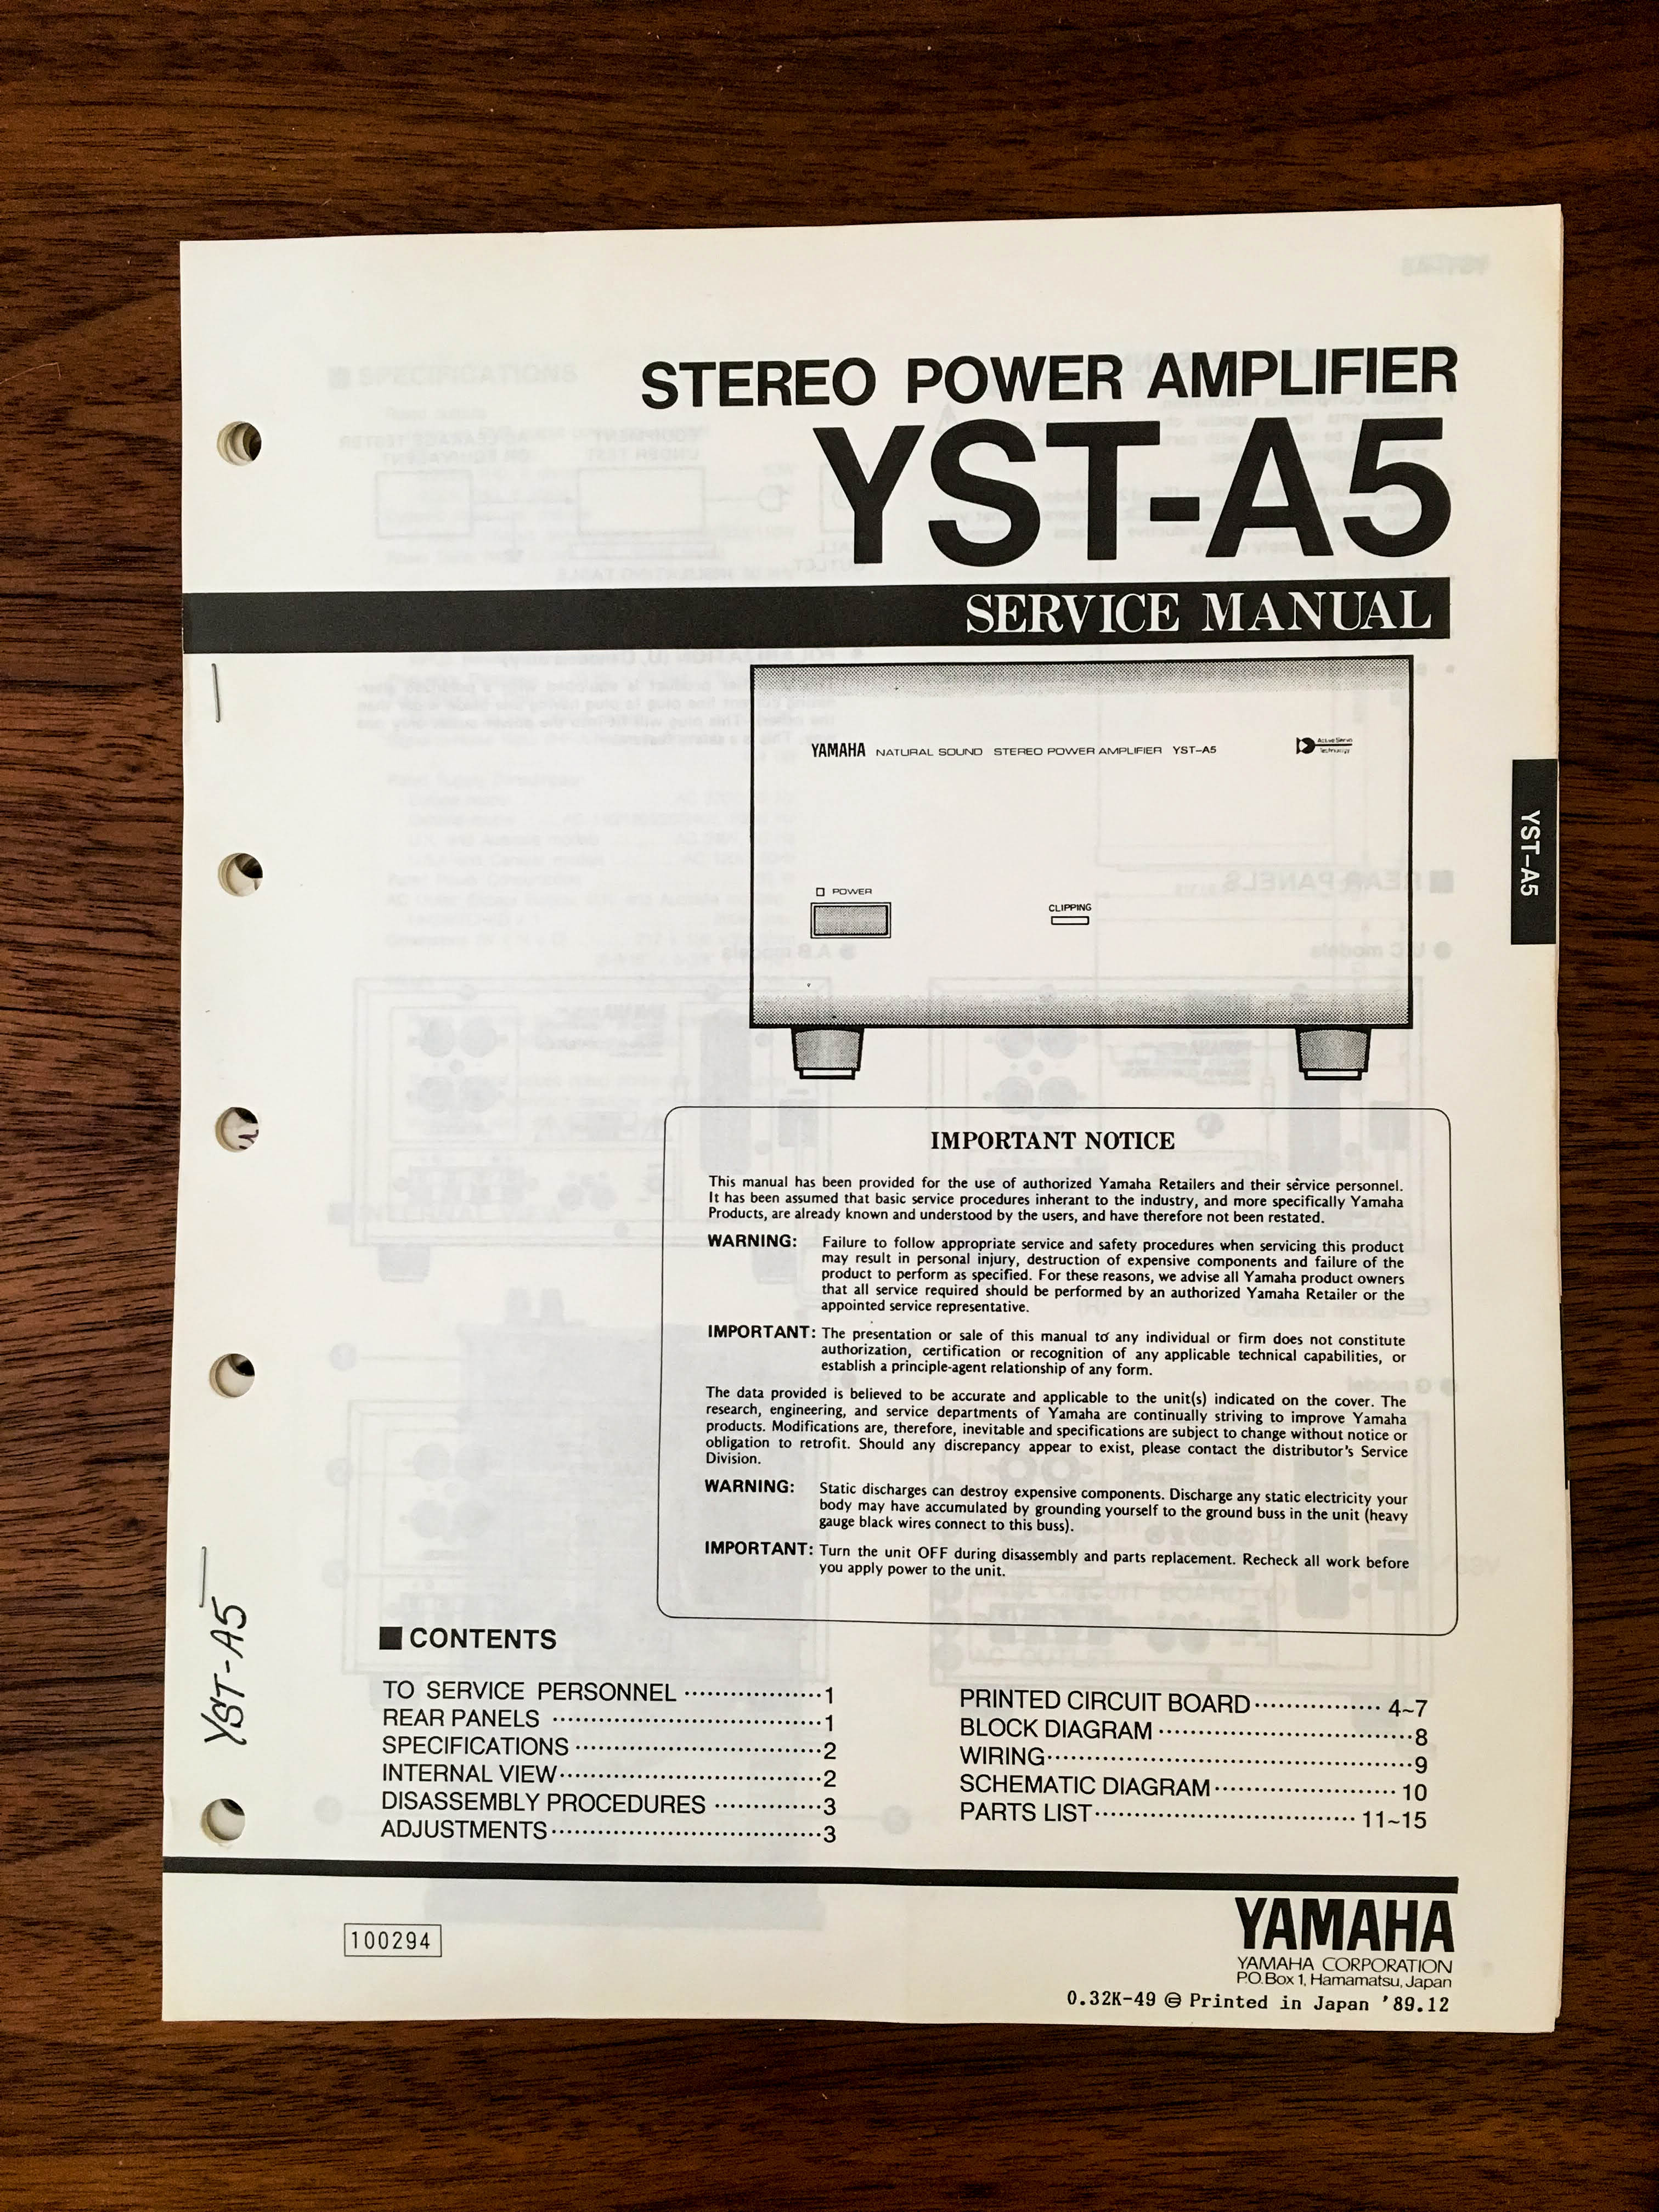 STEREO POWER AMPLIFIER
YST-A5
SERVICE MANUAL
YAMAHA NATURAL SOUND STEREO POWER AMPLIFIER YST-A5
Active Servo
Technology
POWER
CLIPPING
YST-A5
IMPORTANT NOTICE
This manual has been provided for the use of authorized Yamaha Retailers and their service personnel.
It has been assumed that basic service procedures inherant to the industry, and more specifically Yamaha
Products, are already known and understood by the users, and have therefore not been restated.
WARNING: Failure to follow appropriate service and safety procedures when servicing this product
may result in personal injury, destruction of expensive components and failure of the
product to perform as specified. For these reasons, we advise all Yamaha product owners
that all service required should be performed by an authorized Yamaha Retailer or the
appointed service representative.
IMPORTANT: The presentation or sale of this manual to any individual or firm does not constitute
authorization, certification or recognition of any applicable technical capabilities, or
establish a principle-agent relationship of any form.
The data provided is believed to be accurate and applicable to the unit(s) indicated on the cover. The
research, engineering, and service departments of Yamaha are continually striving to improve Yamaha
products. Modifications are, therefore, inevitable and specifications are subject to change without notice or
obligation to retrofit. Should any discrepancy appear to exist, please contact the distributor's Service
Division.
WARNING: Static discharges can destroy expensive components. Discharge any static electricity your
body may have accumulated by grounding yourself to the ground buss in the unit (heavy
gauge black wires connect to this buss).
IMPORTANT: Turn the unit OFF during disassembly and parts replacement. Recheck all work before
you apply power to the unit.
YST-A5
■ CONTENTS
TO SERVICE PERSONNEL ··················1
REAR PANELS ···································1
SPECIFICATIONS ································2
INTERNAL VIEW··································2
DISASSEMBLY PROCEDURES ··············3
ADJUSTMENTS···································3
PRINTED CIRCUIT BOARD················ 4~7
BLOCK DIAGRAM ·································8
WIRING················································9
SCHEMATIC DIAGRAM························ 10
PARTS LIST·································· 11~15
100294
YAMAHA
YAMAHA CORPORATION
P.O.Box 1, Hamamatsu, Japan
0.32K-49 ⊜ Printed in Japan '89.12